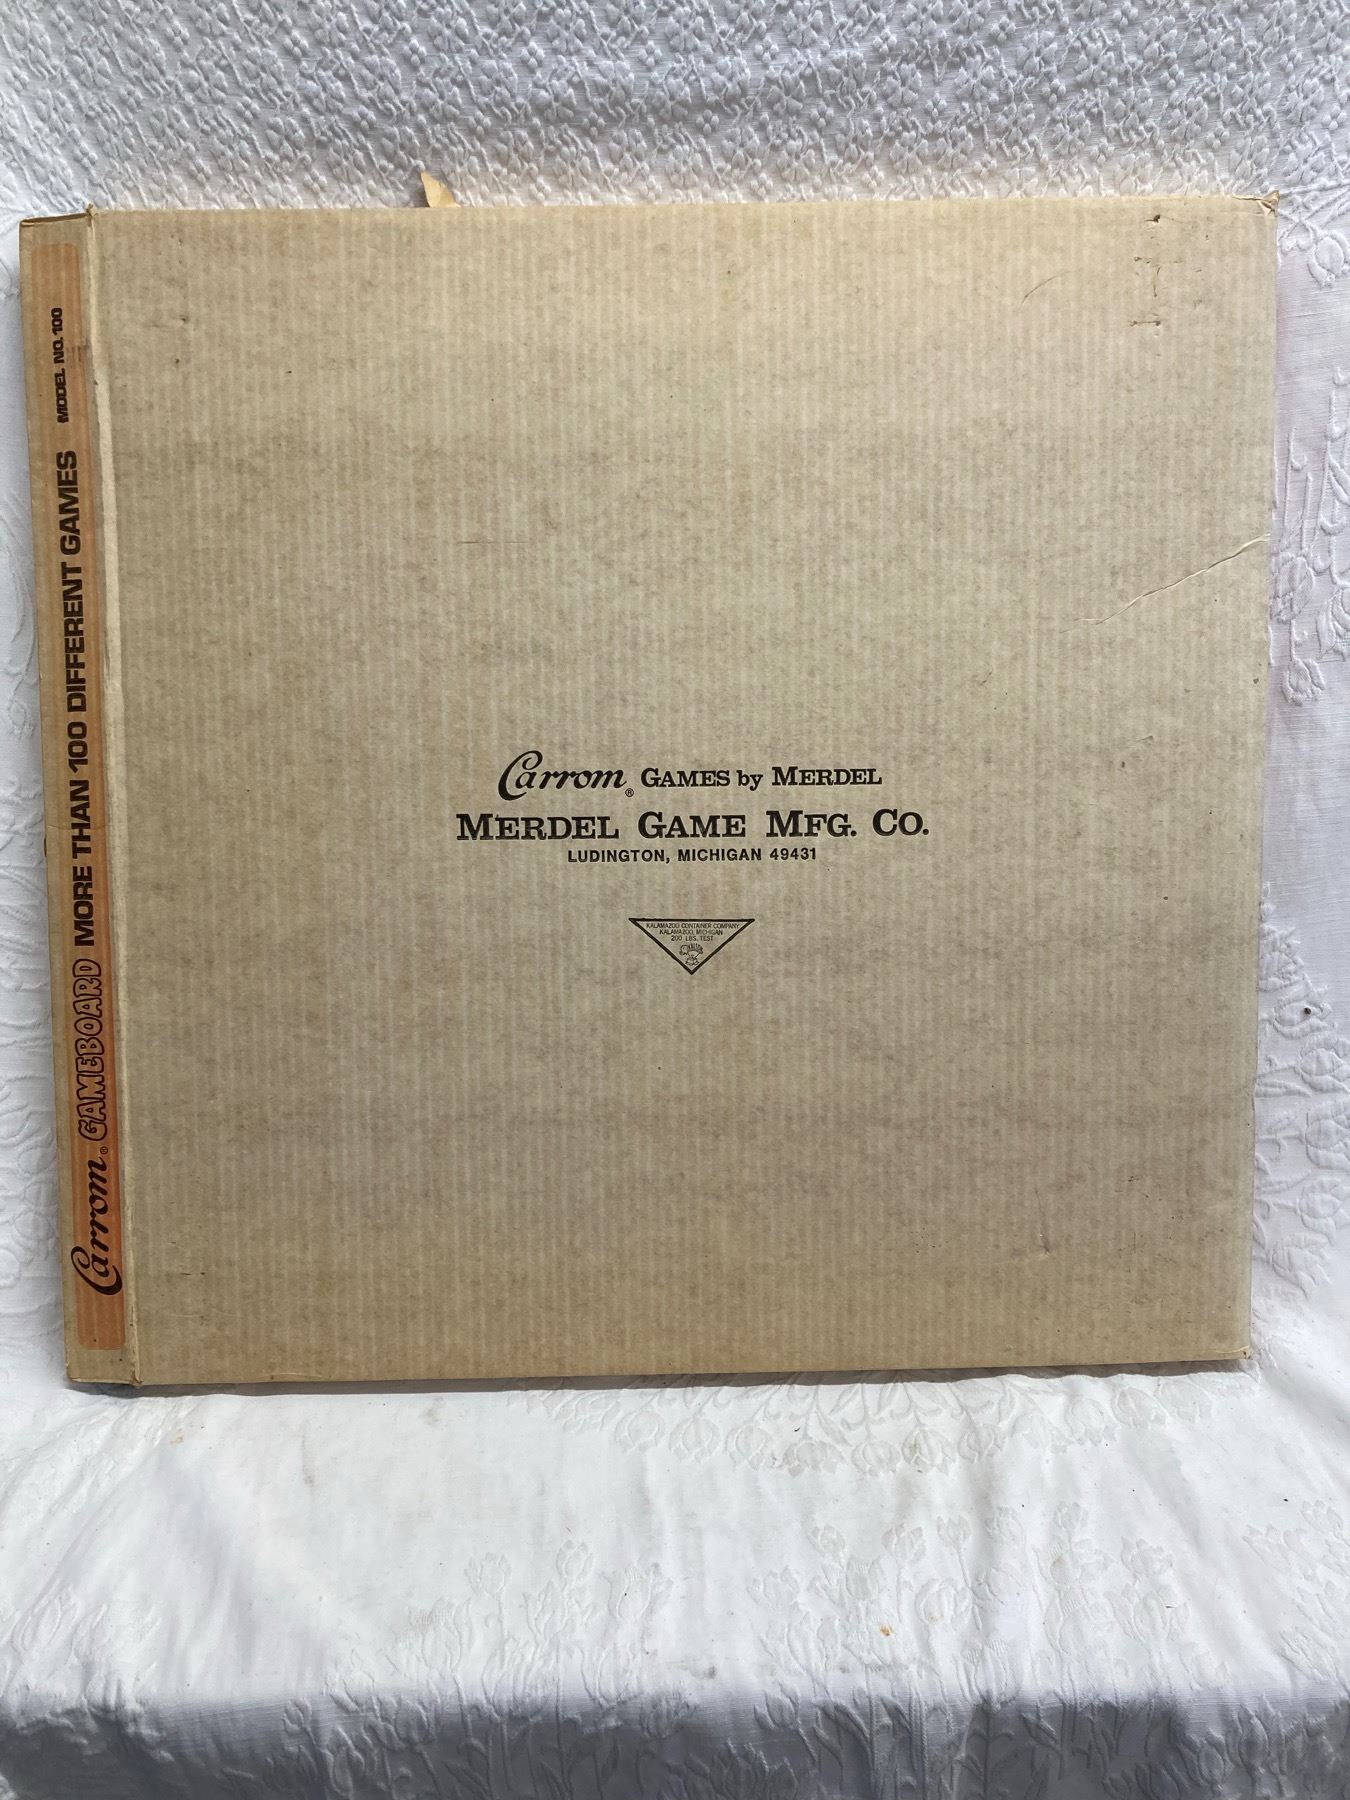 Carrom® GAMEBOARD MORE THAN 100 DIFFERENT GAMES MODEL NO. 100
Carrom® GAMES by MERDEL
MERDEL GAME MFG. CO.
LUDINGTON, MICHIGAN 49431
KALAMAZOO CONTAINER COMPANY
KALAMAZOO, MICHIGAN
200 LBS. TEST